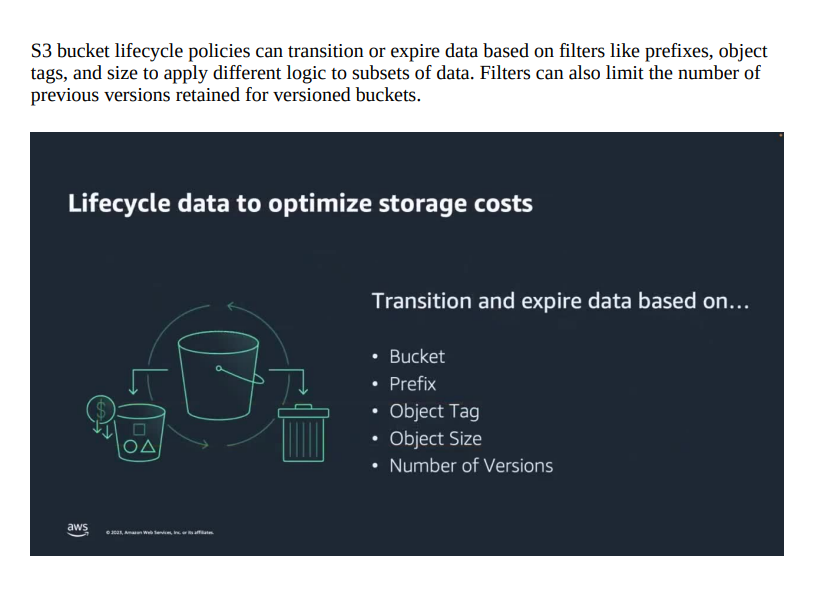 S3 bucket lifecycle policies can transition or expire data based on filters like prefixes, object
tags, and size to apply different logic to subsets of data. Filters can also limit the number of
previous versions retained for versioned buckets.
Lifecycle data to optimize storage costs
Transition and expire data based on...
• Bucket
• Prefix
• Object Tag
• Object Size
• Number of Versions
$
aws
© 2023, Amazon Web Services, Inc. or its affiliates.